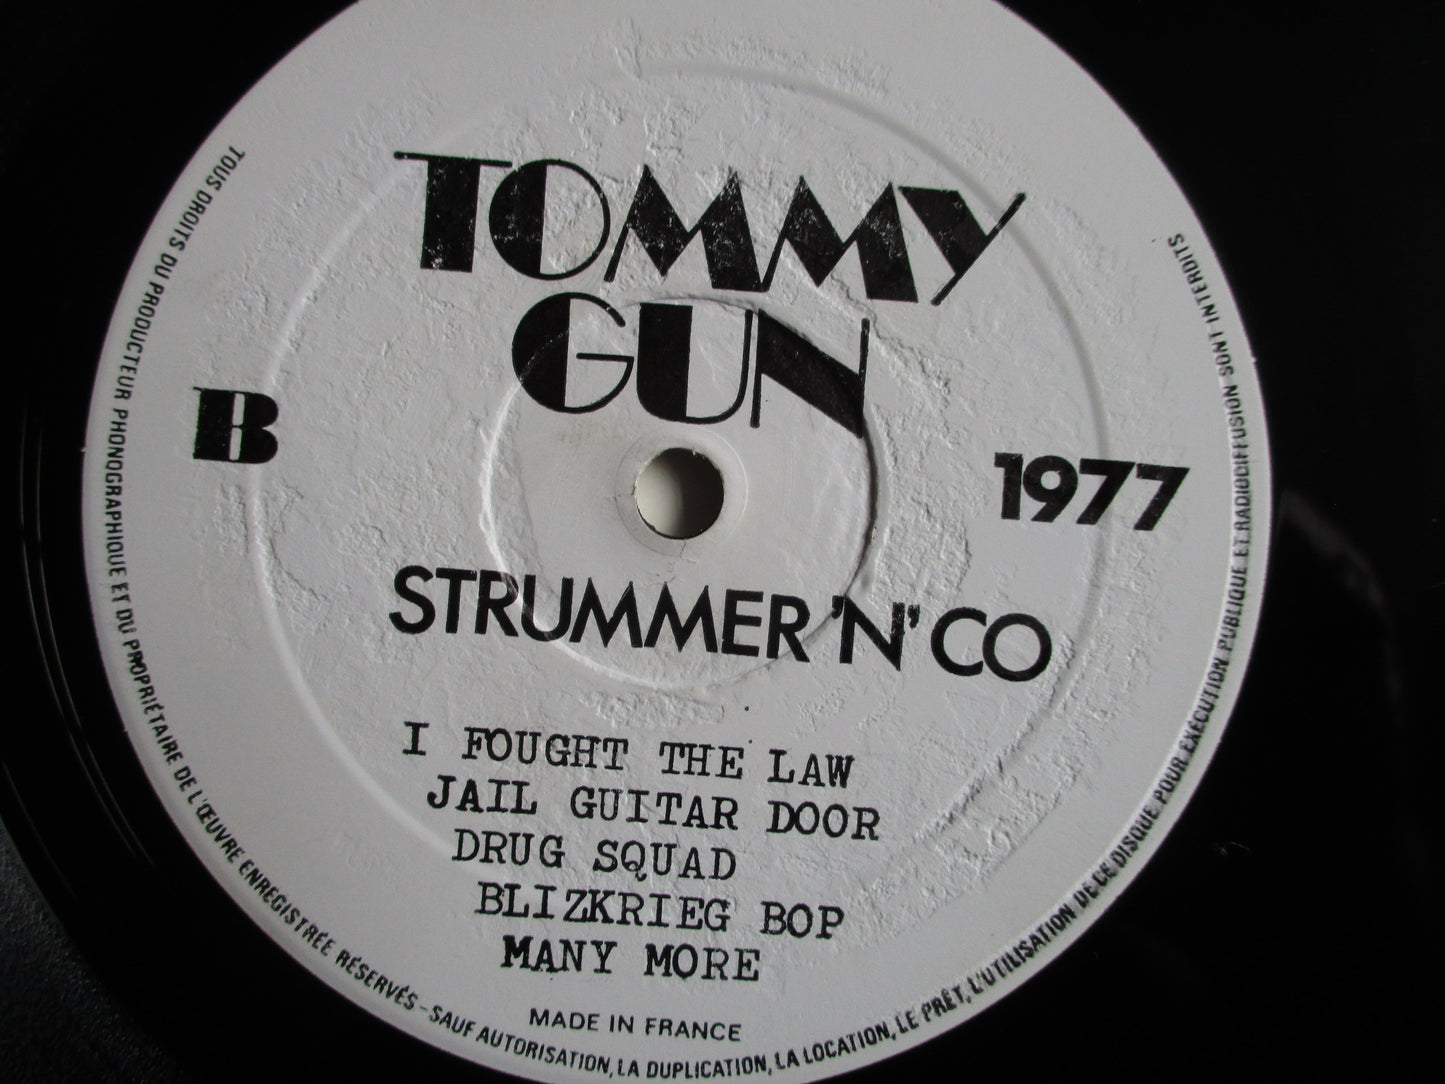 TOMMY
GUN
B
1977
STRUMMER 'N' CO
I FOUGHT THE LAW
JAIL GUITAR DOOR
DRUG SQUAD
BLIZKRIEG BOP
MANY MORE
MADE IN FRANCE
TOUS DROITS DU PRODUCTEUR PHONOGRAPHIQUE ET DU PROPRIÉTAIRE DE L'ŒUVRE ENREGISTRÉE RÉSERVÉS - SAUF AUTORISATION, LA DUPLICATION, LA LOCATION, LE PRÊT, L'UTILISATION DE CE DISQUE POUR EXÉCUTION PUBLIQUE ET RADIODIFFUSION SONT INTERDITS